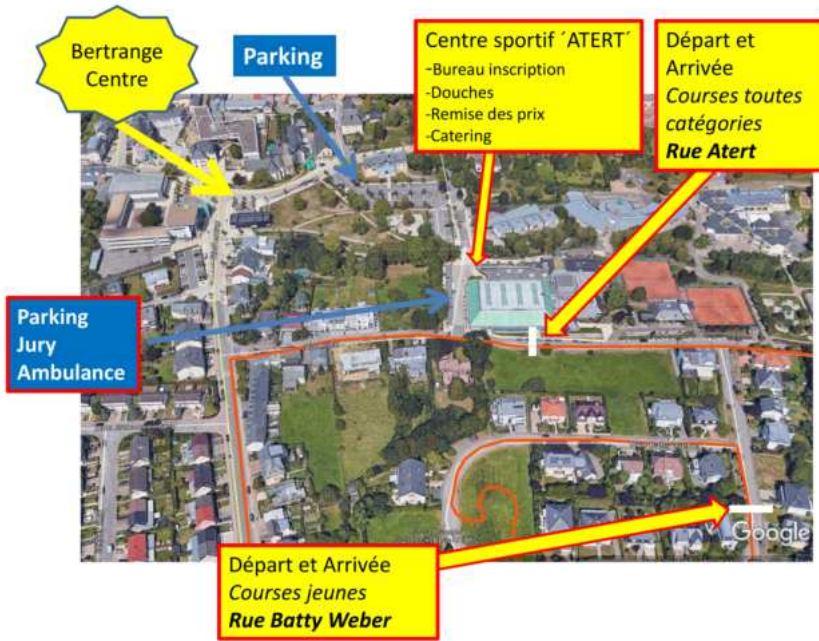 Bertrange
Centre
Parking
Centre sportif ´ATERT´
-Bureau inscription
-Douches
-Remise des prix
-Catering
Départ et
Arrivée
Courses toutes
catégories
Rue Atert
Parking
Jury
Ambulance
Départ et Arrivée
Courses jeunes
Rue Batty Weber
Google